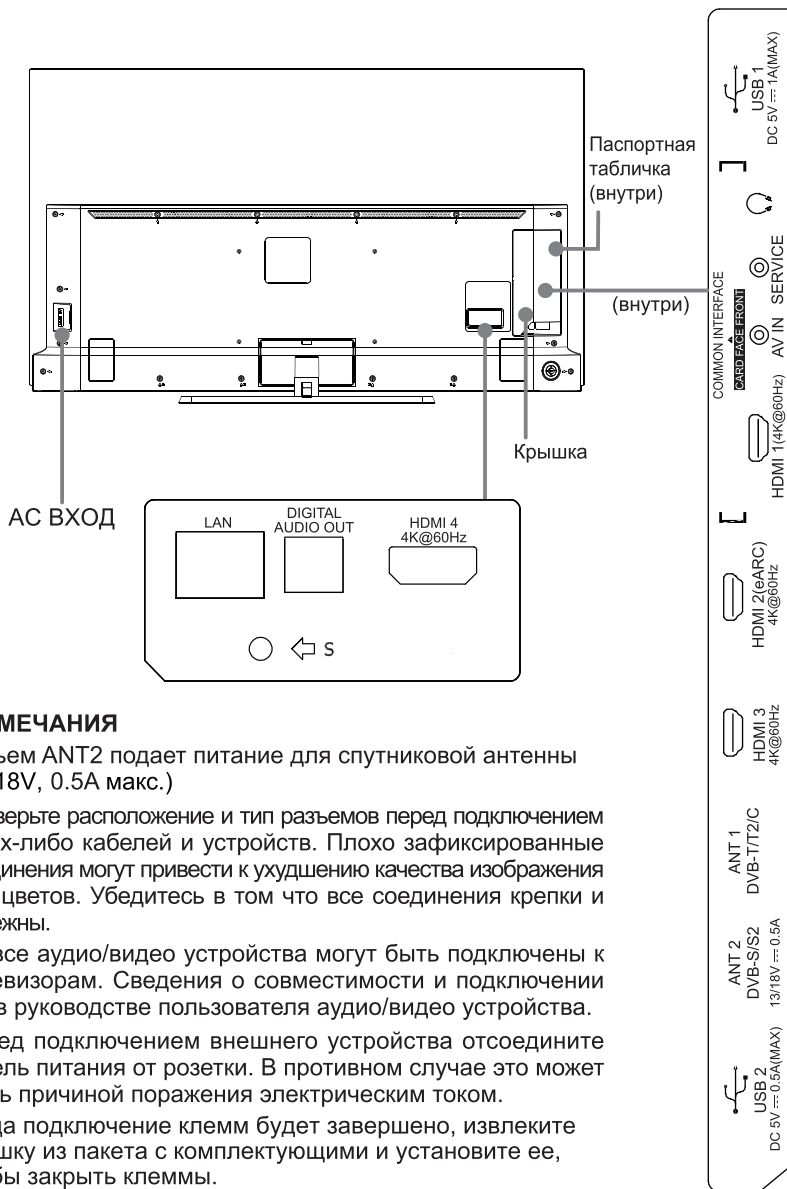 Паспортная
табличка
(внутри)
(внутри)
Крышка
AC ВХОД
LAN
DIGITAL
AUDIO OUT
HDMI 4
4K@60Hz
S
USB 1
DC 5V ⎓ 1A(MAX)
SERVICE
AV IN
COMMON INTERFACE
CARD FACE FRONT
HDMI 1(4K@60Hz)
HDMI 2(eARC)
4K@60Hz
HDMI 3
4K@60Hz
ANT 1
DVB-T/T2/C
ANT 2
DVB-S/S2
13/18V ⎓ 0.5A
USB 2
DC 5V ⎓ 0.5A(MAX)
МЕЧАНИЯ
ьем ANT2 подает питание для спутниковой антенны
18V, 0.5A макс.)
верьте расположение и тип разъемов перед подключением
х-либо кабелей и устройств. Плохо зафиксированные
динения могут привести к ухудшению качества изображения
цветов. Убедитесь в том что все соединения крепки и
ежны.
все аудио/видео устройства могут быть подключены к
евизорам. Сведения о совместимости и подключении
в руководстве пользователя аудио/видео устройства.
ед подключением внешнего устройства отсоедините
ель питания от розетки. В противном случае это может
ь причиной поражения электрическим током.
да подключение клемм будет завершено, извлеките
шку из пакета с комплектующими и установите ее,
бы закрыть клеммы.